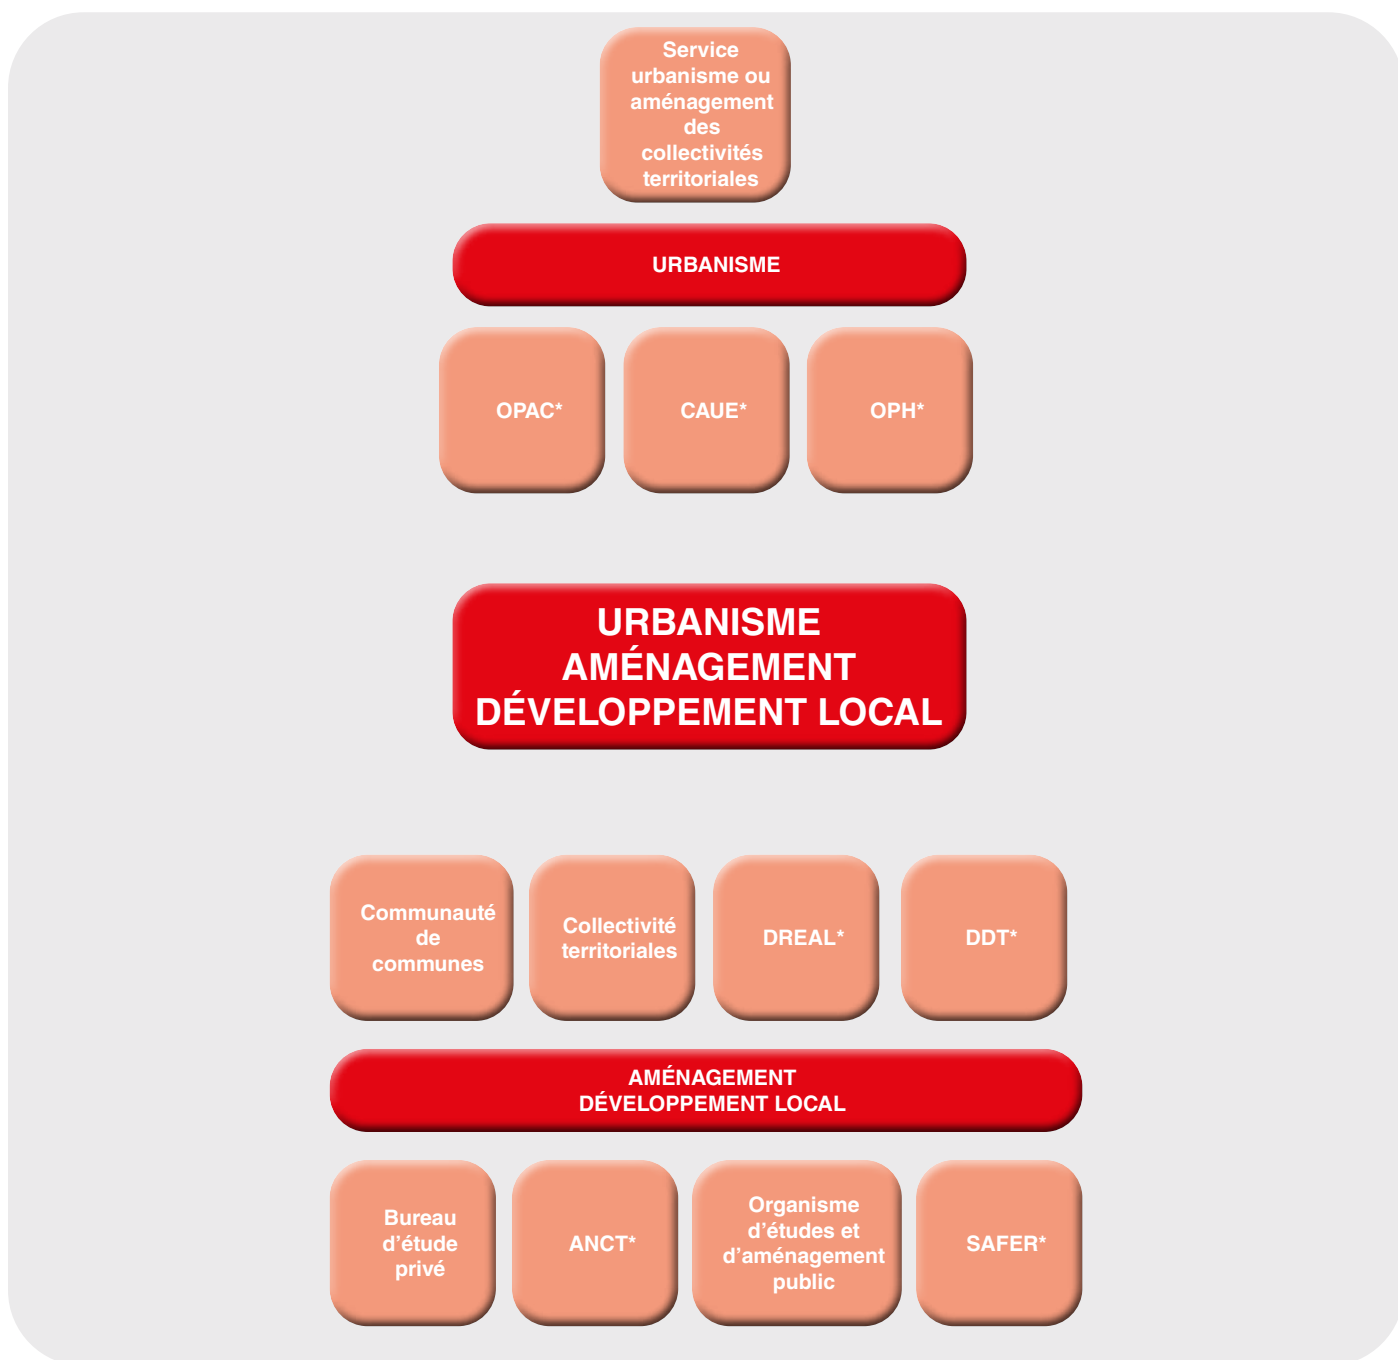 Service
urbanisme ou
aménagement
des
collectivités
territoriales
URBANISME
OPAC*
CAUE*
OPH*
URBANISME
AMÉNAGEMENT
DÉVELOPPEMENT LOCAL
Communauté
de
communes
Collectivité
territoriales
DREAL*
DDT*
AMÉNAGEMENT
DÉVELOPPEMENT LOCAL
Bureau
d'étude
privé
ANCT*
Organisme
d'études et
d'aménagement
public
SAFER*